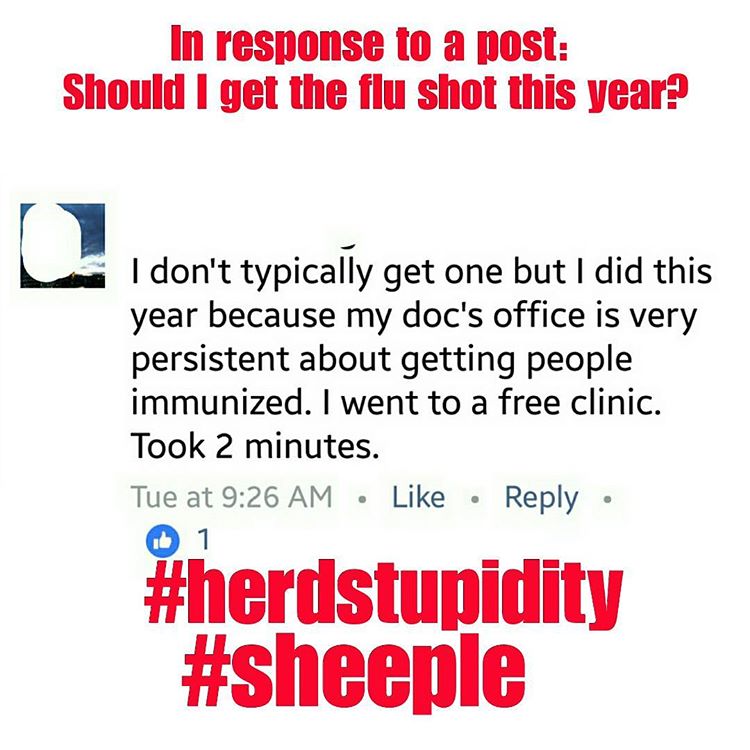 In response to a post:
Should I get the flu shot this year?
I don't typically get one but I did this
year because my doc's office is very
persistent about getting people
immunized. I went to a free clinic.
Took 2 minutes.
Tue at 9:26 AM • Like • Reply •
1
#herdstupidity
#sheeple